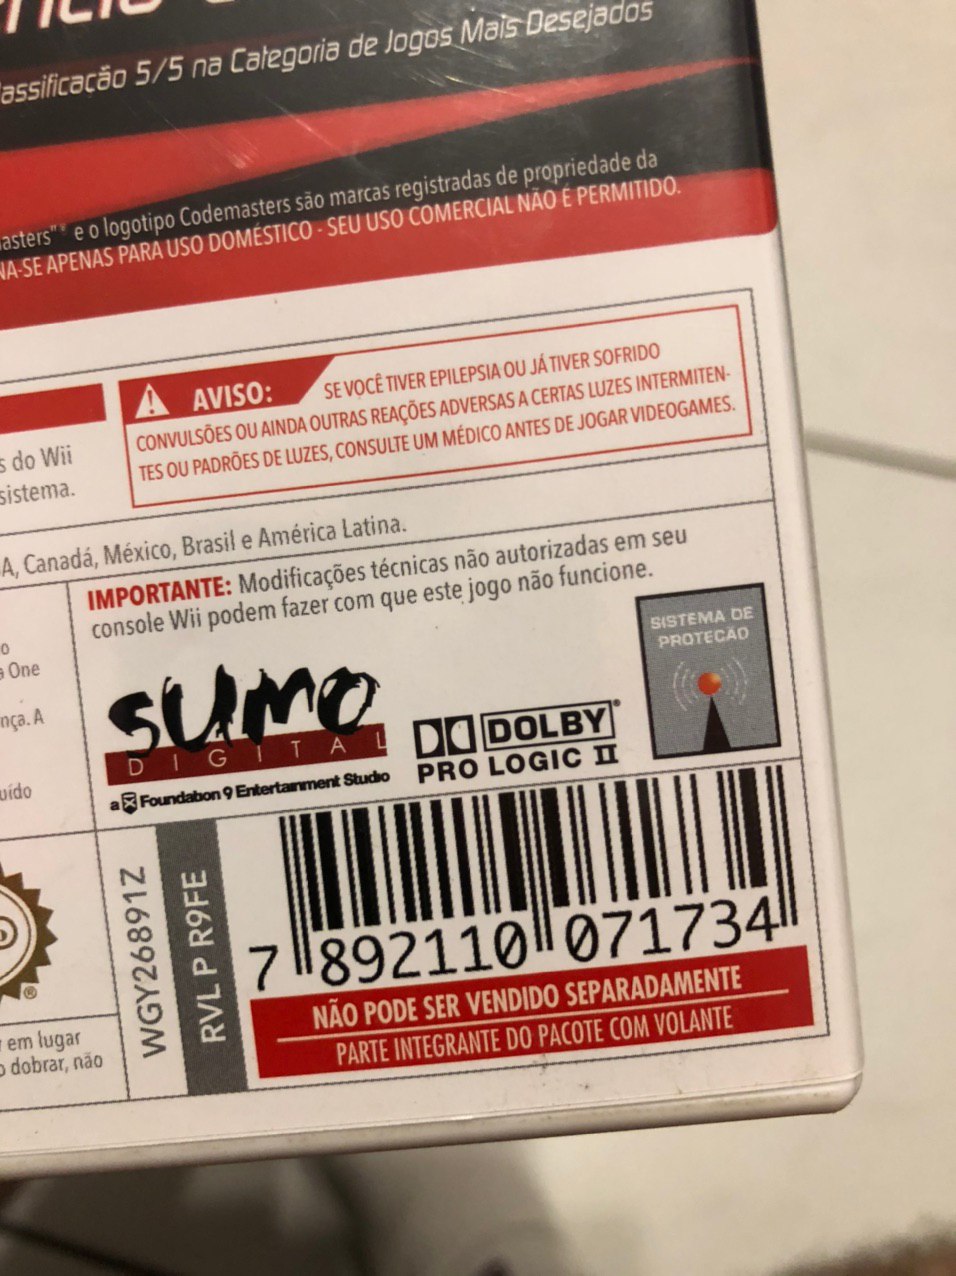 Classificação 5/5 na Categoria de Jogos Mais Desejados
e o logotipo Codemasters são marcas registradas de propriedade da
APENAS PARA USO DOMÉSTICO - SEU USO COMERCIAL NÃO É PERMITIDO.
AVISO: SE VOCÊ TIVER EPILEPSIA OU JÁ TIVER SOFRIDO
CONVULSÕES OU AINDA OUTRAS REAÇÕES ADVERSAS A CERTAS LUZES INTERMITEN-
TES OU PADRÕES DE LUZES, CONSULTE UM MÉDICO ANTES DE JOGAR VIDEOGAMES.
do Wii
sistema.
Canadá, México, Brasil e América Latina.
IMPORTANTE: Modificações técnicas não autorizadas em seu
console Wii podem fazer com que este jogo não funcione.
One
A
SISTEMA DE
PROTEÇÃO
SUMO
DIGITAL
a Foundation 9 Entertainment Studio
DOLBY
PRO LOGIC II
WGY26891Z
RVL P R9FE
7 892110 071734
NÃO PODE SER VENDIDO SEPARADAMENTE
PARTE INTEGRANTE DO PACOTE COM VOLANTE
em lugar
dobrar, não